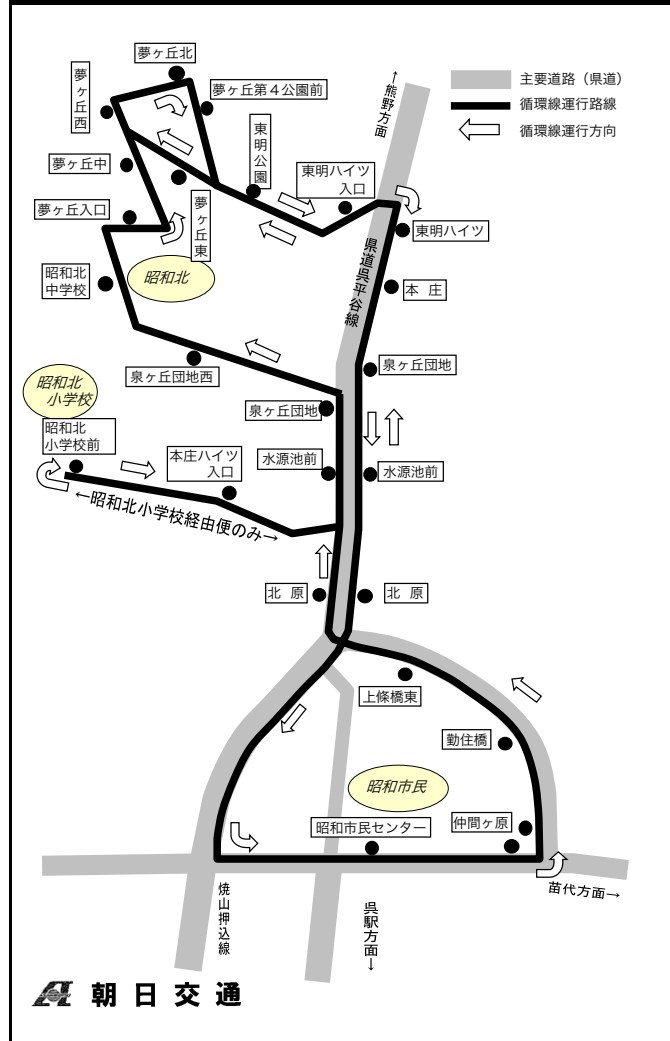 夢ヶ丘北
夢ヶ丘西
夢ヶ丘第４公園前
←熊野方面
主要道路（県道）
循環線運行路線
循環線運行方向
東明公園
夢ヶ丘中
東明ハイツ
入口
夢ヶ丘入口
夢ヶ丘東
東明ハイツ
県道呉平谷線
昭和北
中学校
昭和北
本 庄
泉ヶ丘団地西
泉ヶ丘団地
昭和北
小学校
泉ヶ丘団地
昭和北
小学校前
本庄ハイツ
入口
水源池前
水源池前
←昭和北小学校経由便のみ→
北 原
北 原
上條橋東
勤住橋
昭和市民
昭和市民センター
仲間ヶ原
苗代方面→
焼山押込線
呉駅方面→
朝日交通